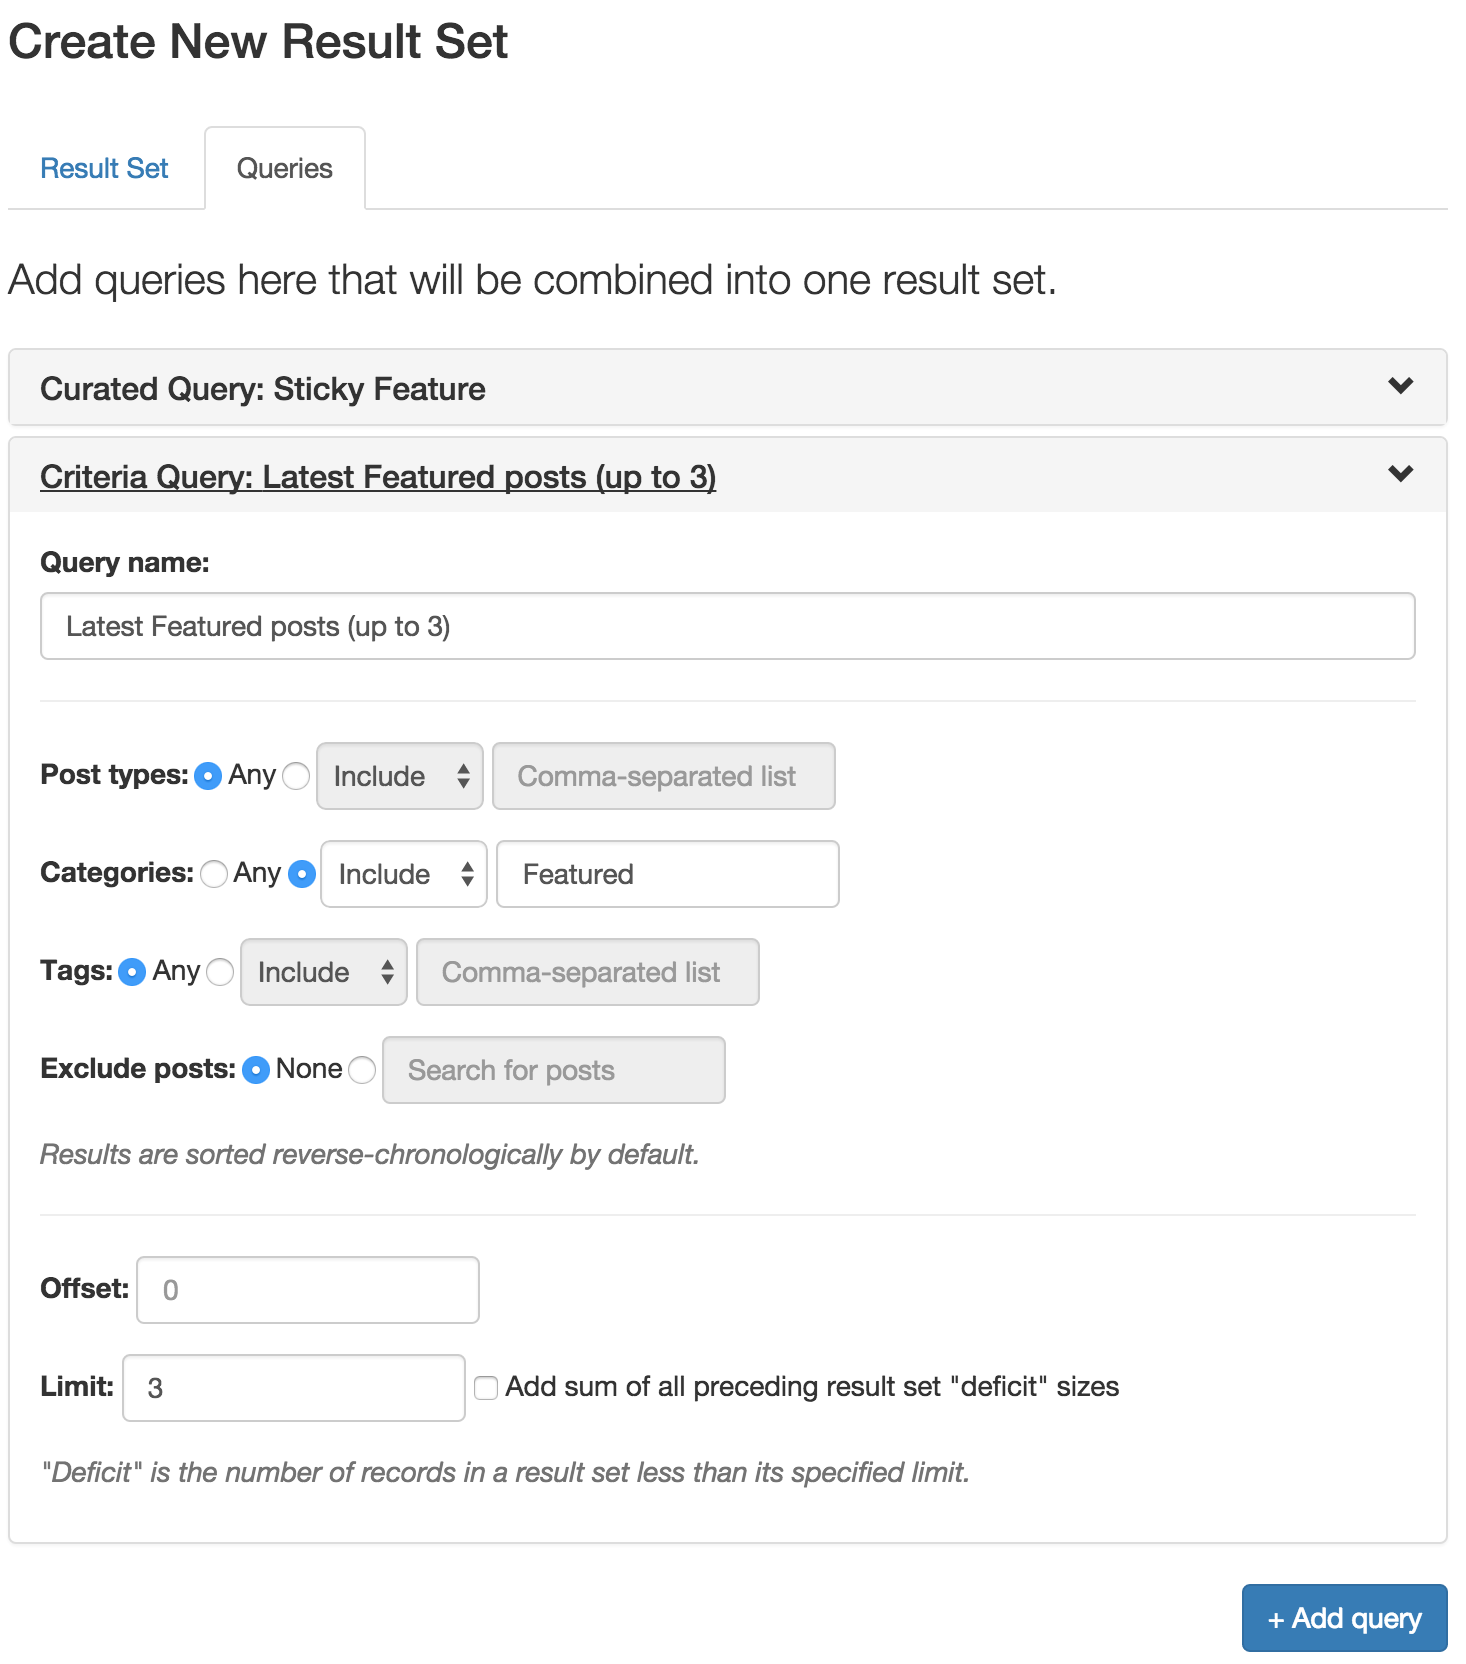 Create New Result Set
Result Set Queries
Add queries here that will be combined into one result set.
Curated Query: Sticky Feature
Criteria Query: Latest Featured posts (up to 3)
Query name:
Latest Featured posts (up to 3)
Post types: Any Include Comma-separated list
Categories: Any Include Featured
Tags: Any Include Comma-separated list
Exclude posts: None Search for posts
Results are sorted reverse-chronologically by default.
Offset: 0
Limit: 3 Add sum of all preceding result set "deficit" sizes
"Deficit" is the number of records in a result set less than its specified limit.
+ Add query